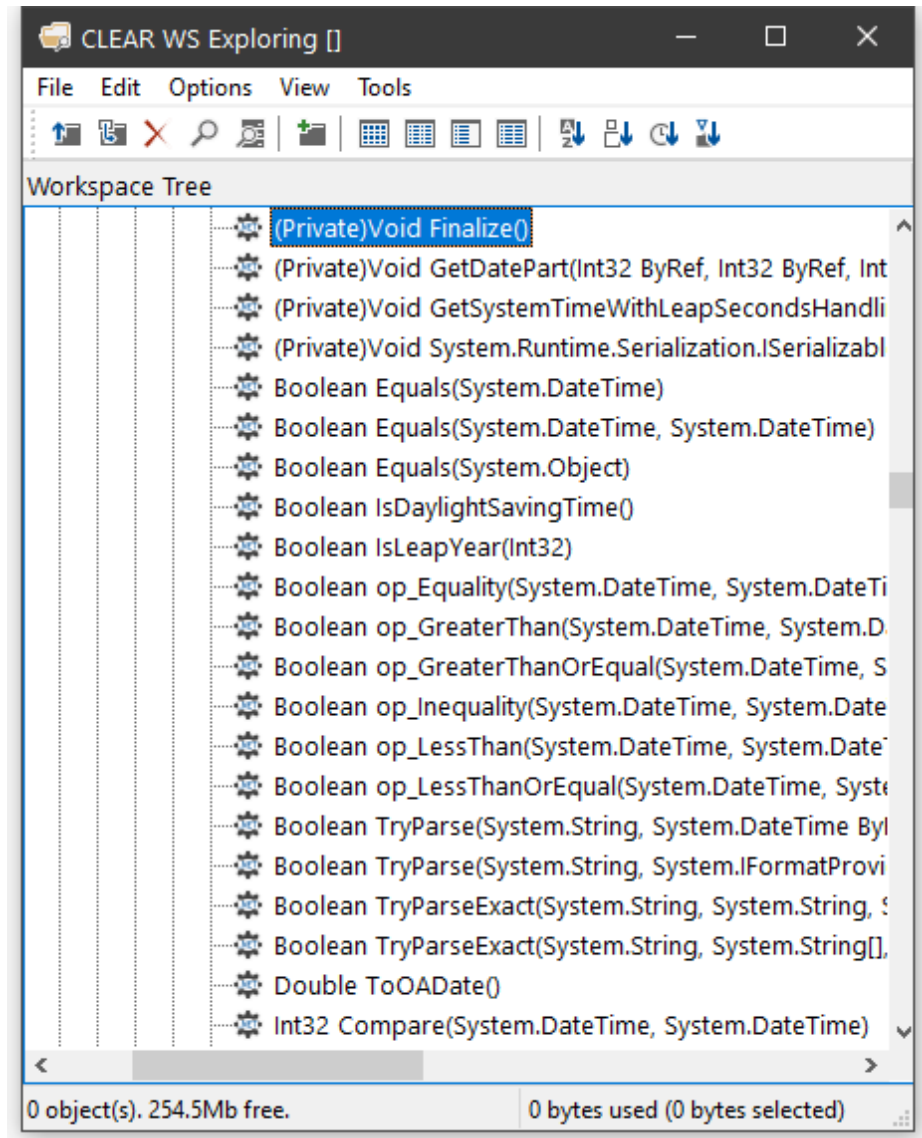 CLEAR WS Exploring []
File Edit Options View Tools
Workspace Tree
(Private)Void Finalize()
(Private)Void GetDatePart(Int32 ByRef, Int32 ByRef, Int
(Private)Void GetSystemTimeWithLeapSecondsHandli
(Private)Void System.Runtime.Serialization.ISerializabl
Boolean Equals(System.DateTime)
Boolean Equals(System.DateTime, System.DateTime)
Boolean Equals(System.Object)
Boolean IsDaylightSavingTime()
Boolean IsLeapYear(Int32)
Boolean op_Equality(System.DateTime, System.DateTi
Boolean op_GreaterThan(System.DateTime, System.D
Boolean op_GreaterThanOrEqual(System.DateTime, S
Boolean op_Inequality(System.DateTime, System.Date
Boolean op_LessThan(System.DateTime, System.Date
Boolean op_LessThanOrEqual(System.DateTime, Syste
Boolean TryParse(System.String, System.DateTime By
Boolean TryParse(System.String, System.IFormatProvi
Boolean TryParseExact(System.String, System.String,
Boolean TryParseExact(System.String, System.String[],
Double ToOADate()
Int32 Compare(System.DateTime, System.DateTime)
0 object(s). 254.5Mb free. 0 bytes used (0 bytes selected)